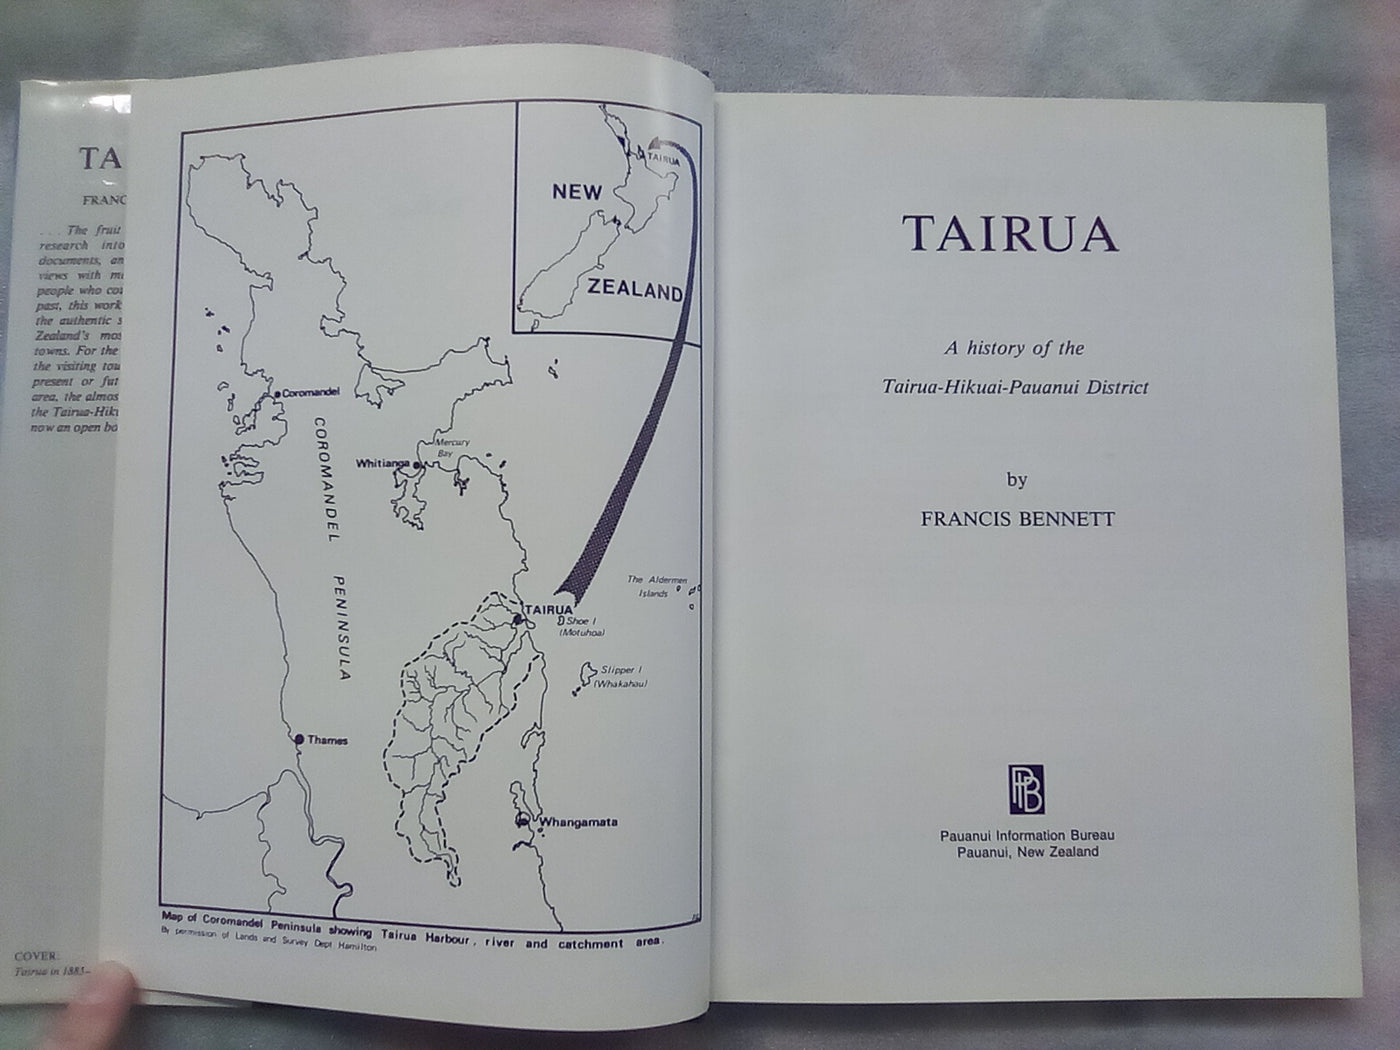 TA
FRANC
. . . The fruit
research into
documents, an
views with m
people who co
past, this work
the authentic s
Zealand's mos
towns. For the
the visiting tou
present or fut
area, the almos
the Tairua-Hik
now an open bo
COVER:
Tairua in 1885-
TAIRUA
NEW
ZEALAND
Coromandel
COROMANDEL PENINSULA
Mercury
Bay
Whitianga
The Aldermen
Islands
TAIRUA
Shoe I
(Motuhoa)
Slipper I
(Whakahau)
Thames
Whangamata
Map of Coromandel Peninsula showing Tairua Harbour, river and catchment area.
By permission of Lands and Survey Dept Hamilton
TAIRUA
A history of the
Tairua-Hikuai-Pauanui District
by
FRANCIS BENNETT
PIB
Pauanui Information Bureau
Pauanui, New Zealand